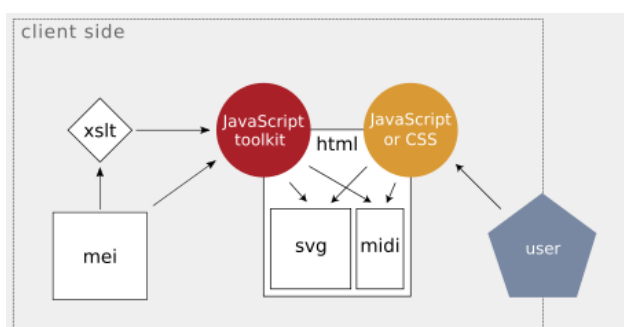 client side
xslt
JavaScript
toolkit
html
JavaScript
or CSS
mei
svg
midi
user